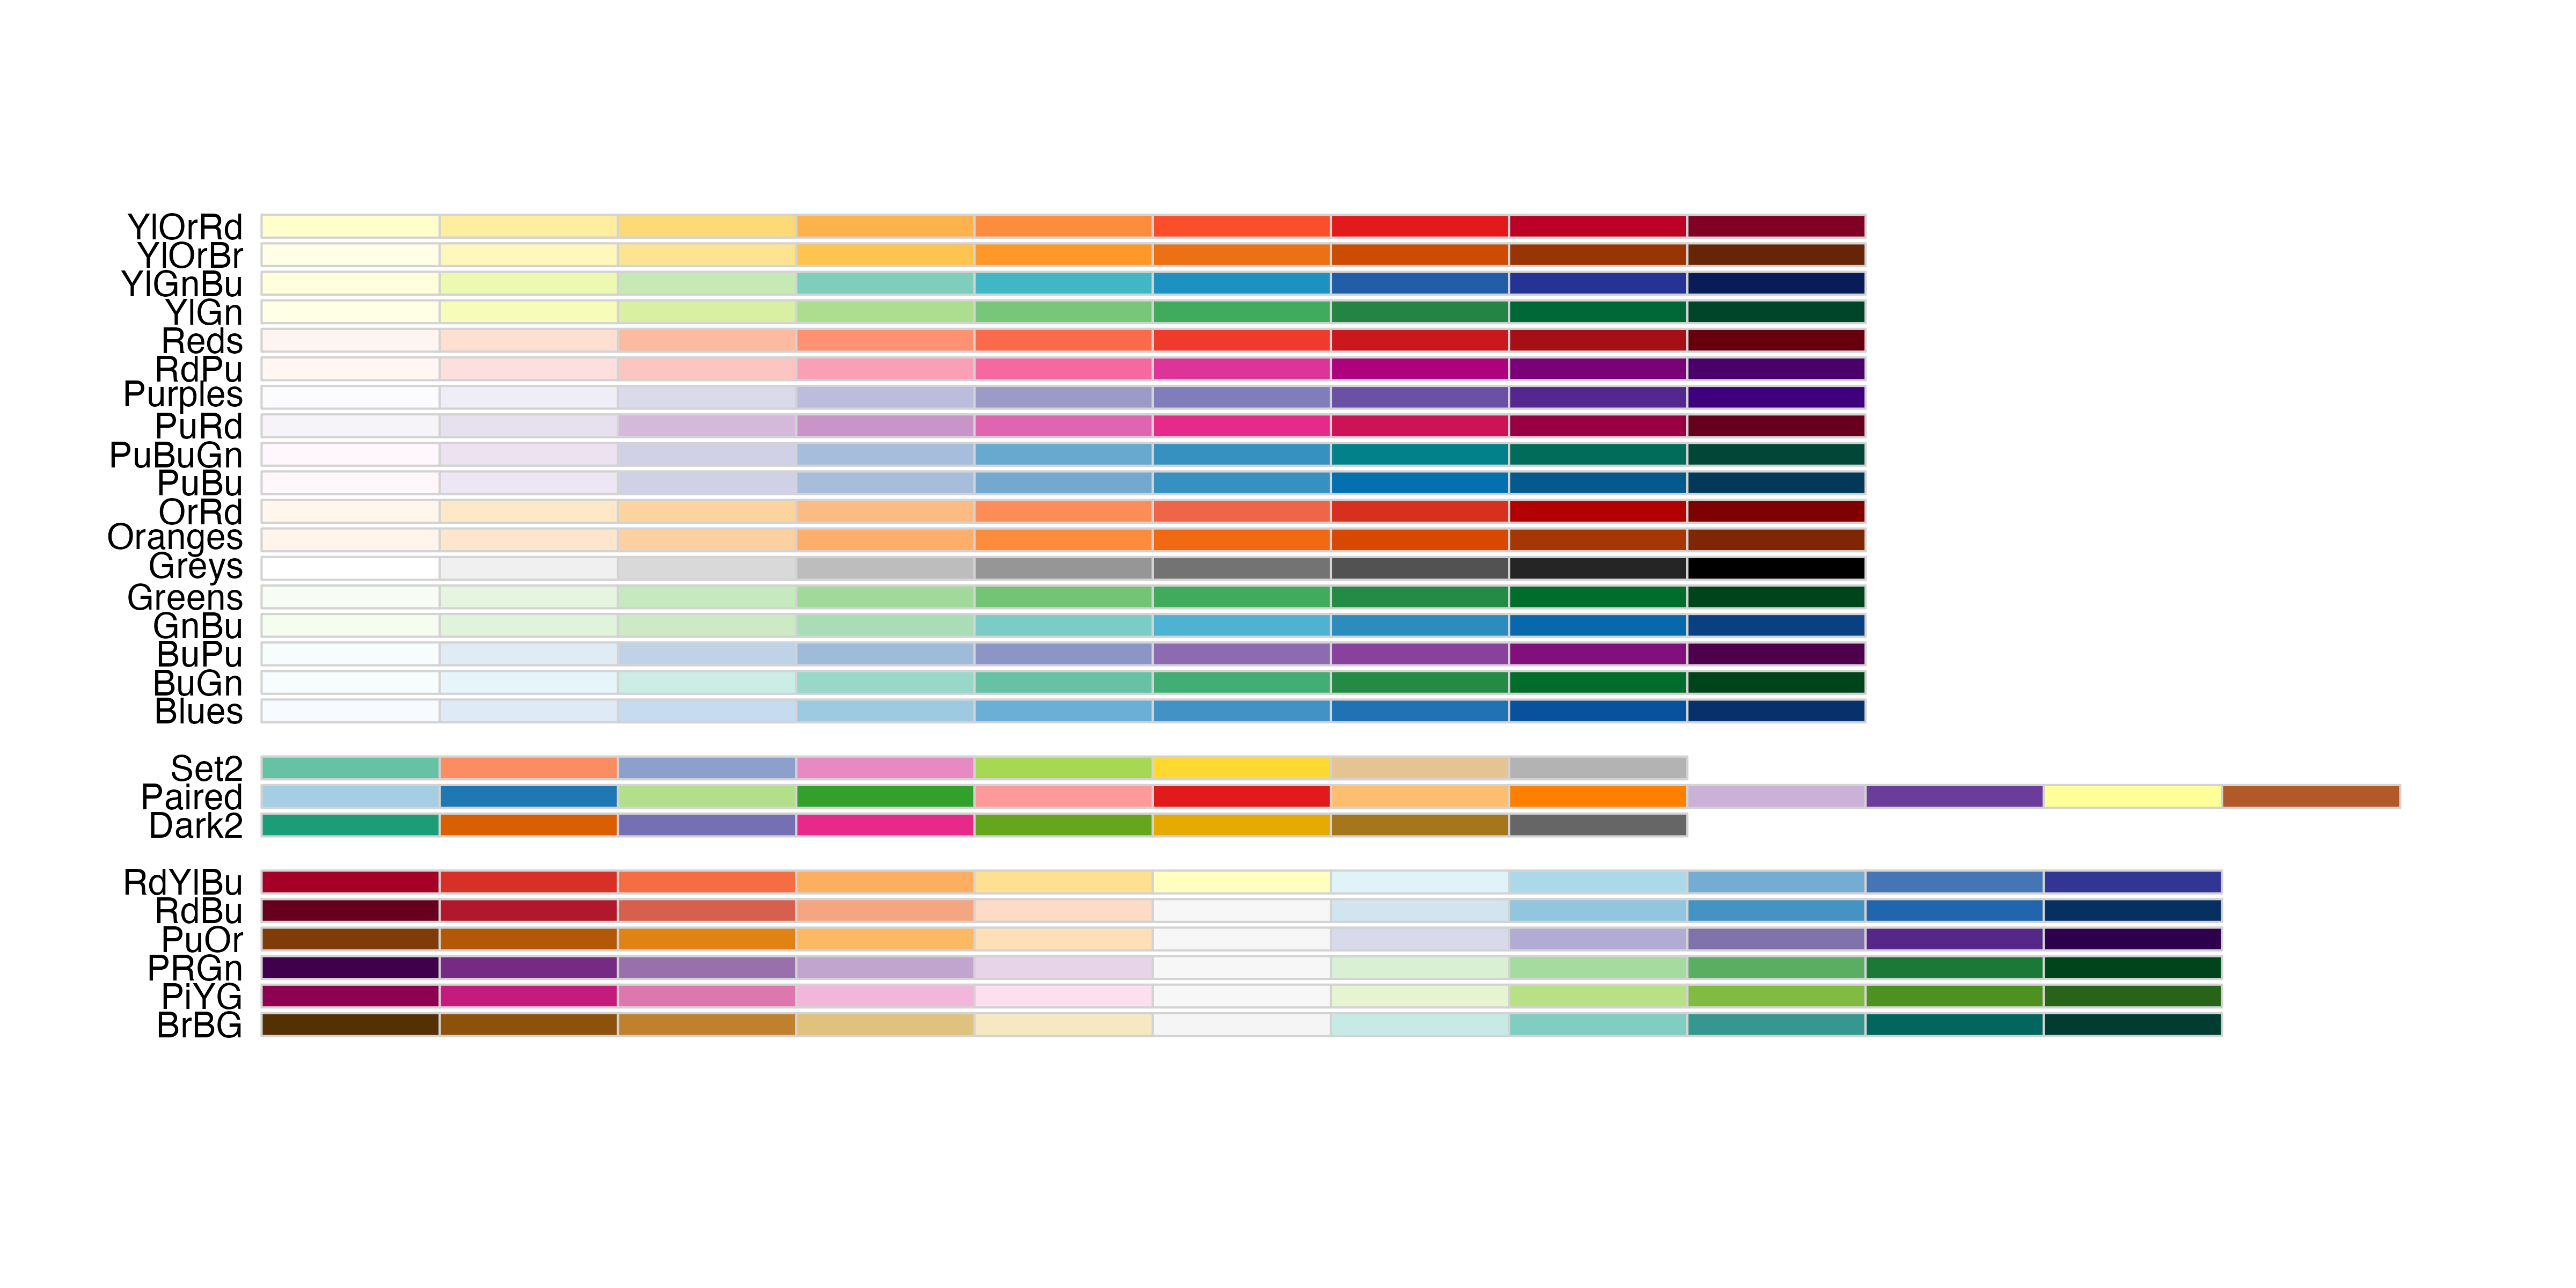 YlOrRd
YlOrBr
YlGnBu
YlGn
Reds
RdPu
Purples
PuRd
PuBuGn
PuBu
OrRd
Oranges
Greys
Greens
GnBu
BuPu
BuGn
Blues
Set2
Paired
Dark2
RdYlBu
RdBu
PuOr
PRGn
PiYG
BrBG